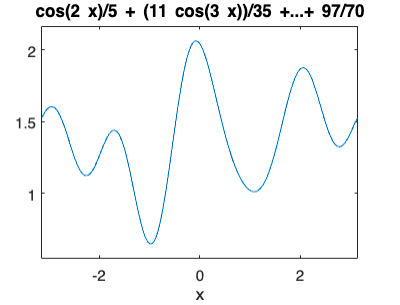 cos(2 x)/5 + (11 cos(3 x))/35 +...+ 97/70
2
1.5
1
-2 0 2
x